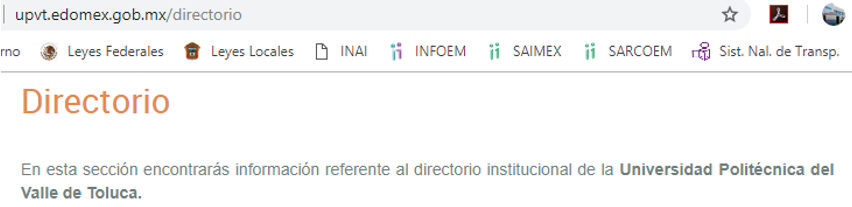 upvt.edomex.gob.mx/directorio
rno Leyes Federales Leyes Locales INAI INFOEM SAIMEX SARCOEM Sist. Nal. de Transp.
Directorio
En esta sección encontrarás información referente al directorio institucional de la Universidad Politécnica del
Valle de Toluca.